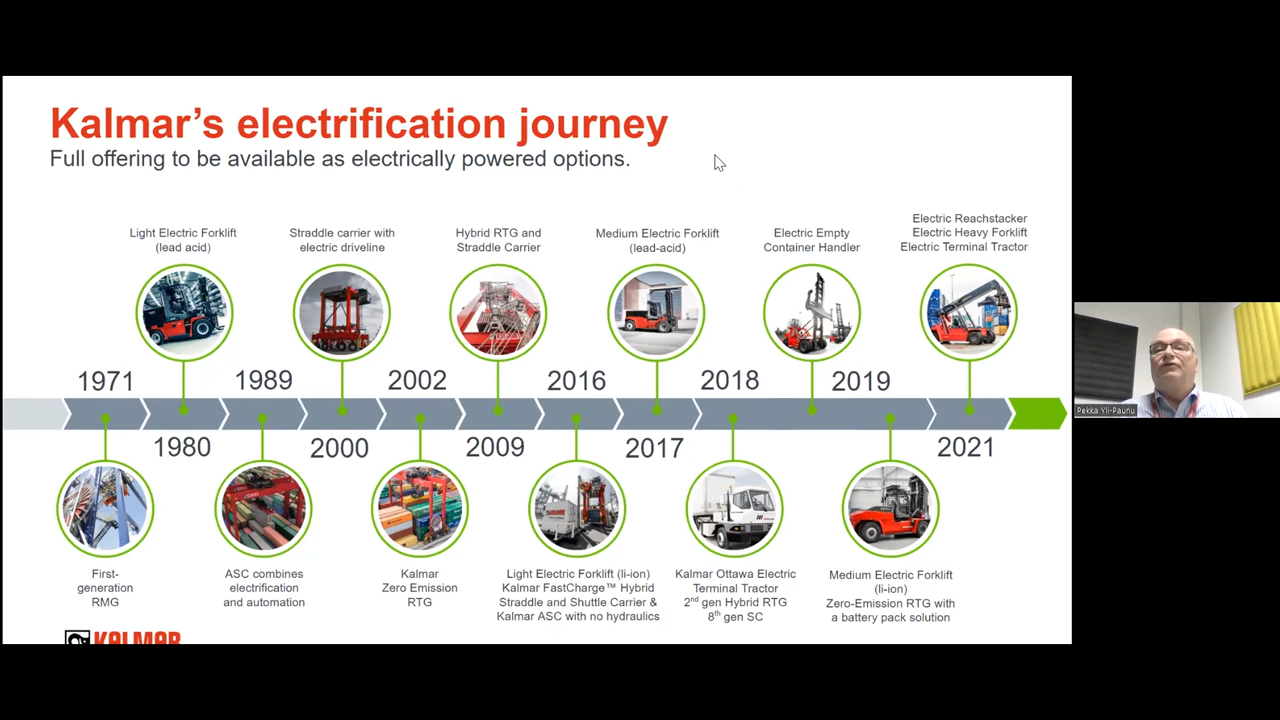 Kalmar's electrification journey
Full offering to be available as electrically powered options.
Light Electric Forklift
(lead acid)
Straddle carrier with
electric driveline
Hybrid RTG and
Straddle Carrier
Medium Electric Forklift
(lead-acid)
Electric Empty
Container Handler
Electric Reachstacker
Electric Heavy Forklift
Electric Terminal Tractor
1971
1989
2002
2016
2018
2019
1980
2000
2009
2017
2021
First-
generation
RMG
ASC combines
electrification
and automation
Kalmar
Zero Emission
RTG
Light Electric Forklift (li-ion)
Kalmar FastCharge™ Hybrid
Straddle and Shuttle Carrier &
Kalmar ASC with no hydraulics
Kalmar Ottawa Electric
Terminal Tractor
2nd gen Hybrid RTG
8th gen SC
Medium Electric Forklift
(li-ion)
Zero-Emission RTG with
a battery pack solution
KALMAR
Pekka Yli-Paunu